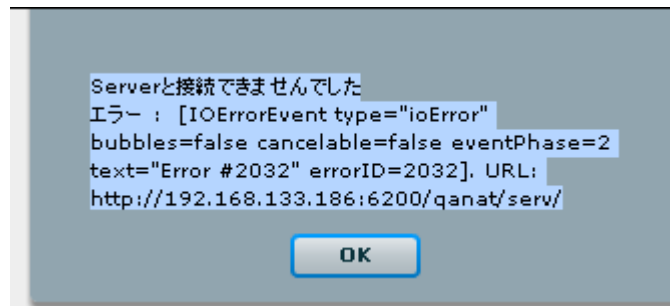 Serverと接続できませんでした
エラー : [IOErrorEvent type="ioError"
bubbles=false cancelable=false eventPhase=2
text="Error #2032" errorID=2032]. URL:
http://192.168.133.186:6200/qanat/serv/
OK